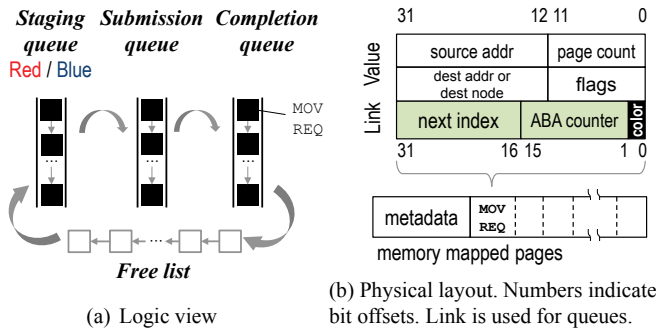 Staging queue
Submission queue
Completion queue
Red / Blue
MOV
REQ
...
...
...
...
Free list
(a) Logic view
31 12 11 0
Value
source addr
page count
dest addr or
dest node
flags
Link
next index
ABA counter
color
31 16 15 1 0
metadata
MOV
REQ
memory mapped pages
(b) Physical layout. Numbers indicate
bit offsets. Link is used for queues.